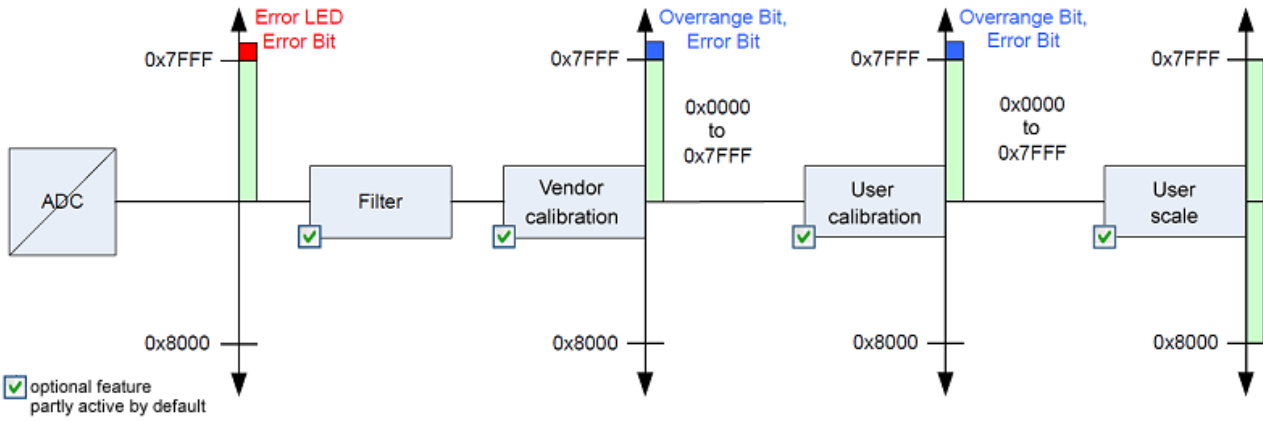 Error LED
Error Bit
0x7FFF
Overrange Bit,
Error Bit
0x7FFF
0x0000
to
0x7FFF
Overrange Bit,
Error Bit
0x7FFF
0x0000
to
0x7FFF
0x7FFF
ADC
Filter
Vendor
calibration
User
calibration
User
scale
0x8000
0x8000
0x8000
0x8000
optional feature
partly active by default